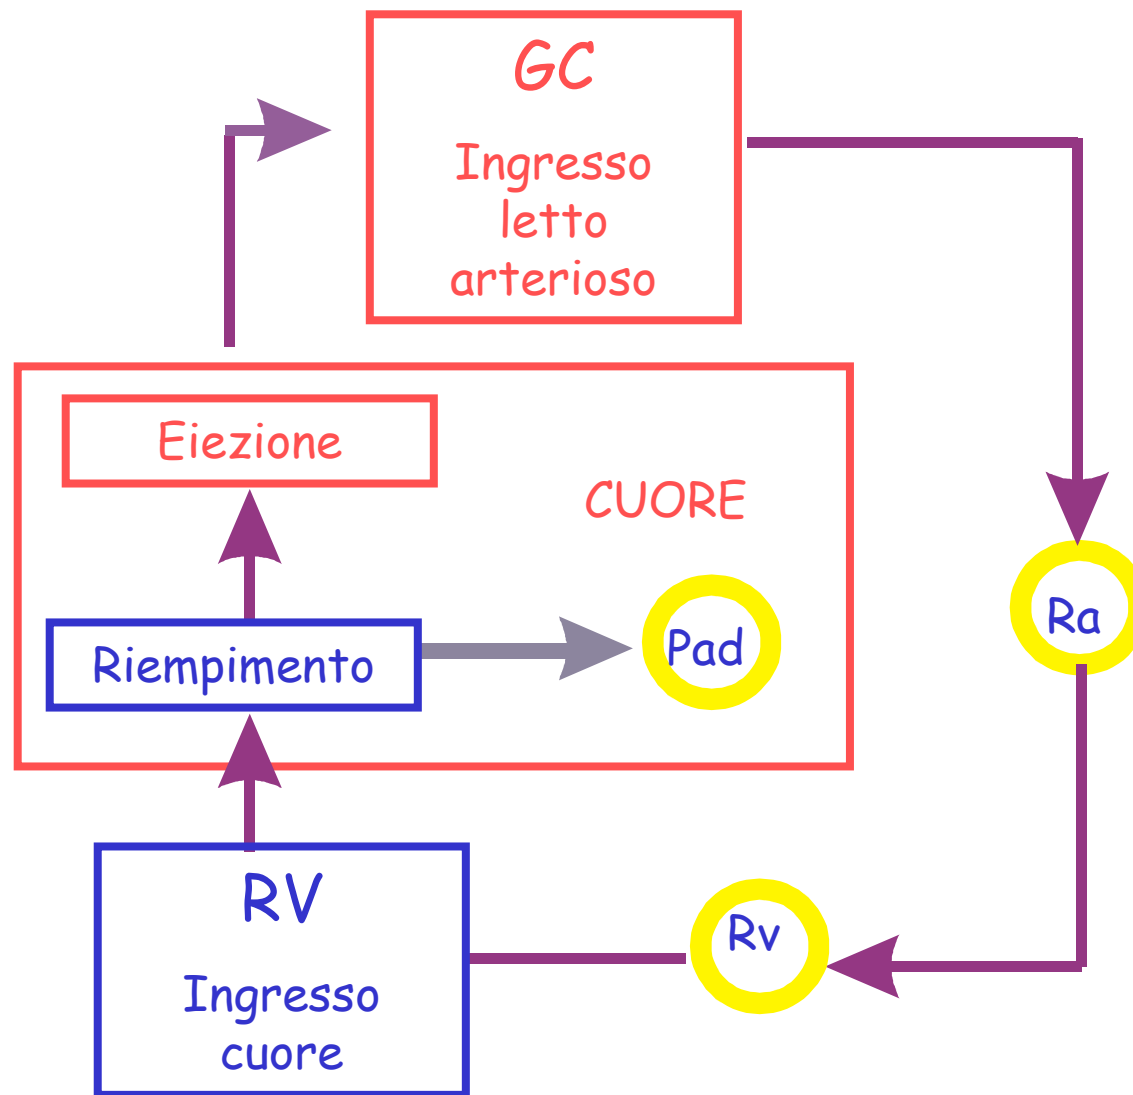 GC
Ingresso
letto
arterioso
Eiezione
CUORE
Ra
Riempimento
Pad
RV
Ingresso
cuore
Rv